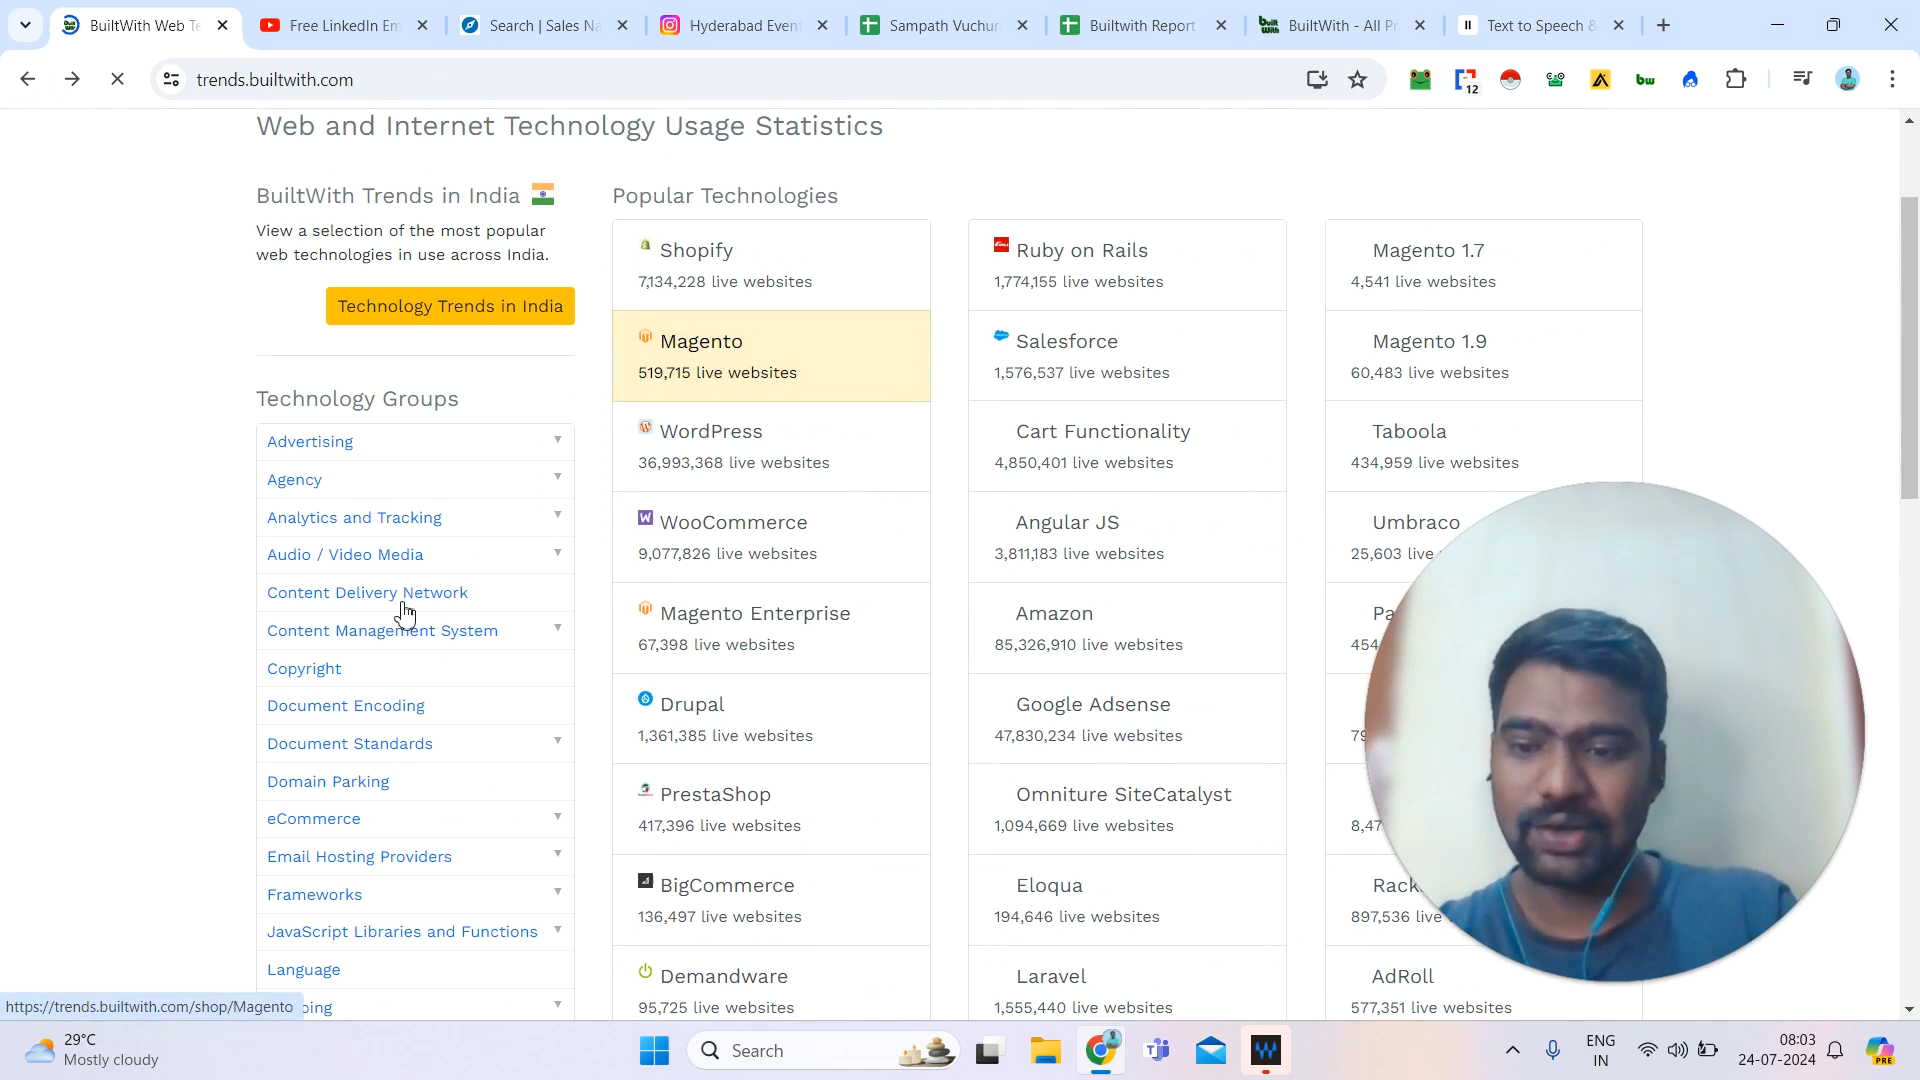 BuiltWith Web Te
Free LinkedIn Em
Search | Sales Na
Hyderabad Event
Sampath Vuchur
Builtwith Report
BuiltWith - All Pr
Text to Speech &
trends.builtwith.com
12
bw
Web and Internet Technology Usage Statistics
BuiltWith Trends in India
View a selection of the most popular
web technologies in use across India.
Technology Trends in India
Technology Groups
Advertising
Agency
Analytics and Tracking
Audio / Video Media
Content Delivery Network
Content Management System
Copyright
Document Encoding
Document Standards
Domain Parking
eCommerce
Email Hosting Providers
Frameworks
JavaScript Libraries and Functions
Language
ping
Popular Technologies
Shopify
7,134,228 live websites
Magento
519,715 live websites
WordPress
36,993,368 live websites
WooCommerce
9,077,826 live websites
Magento Enterprise
67,398 live websites
Drupal
1,361,385 live websites
PrestaShop
417,396 live websites
BigCommerce
136,497 live websites
Demandware
95,725 live websites
Ruby on Rails
1,774,155 live websites
Salesforce
1,576,537 live websites
Cart Functionality
4,850,401 live websites
Angular JS
3,811,183 live websites
Amazon
85,326,910 live websites
Google Adsense
47,830,234 live websites
Omniture SiteCatalyst
1,094,669 live websites
Eloqua
194,646 live websites
Laravel
1,555,440 live websites
Magento 1.7
4,541 live websites
Magento 1.9
60,483 live websites
Taboola
434,959 live websites
Umbraco
25,603 live
Pa
454
79
8,47
Rack
897,536 live
AdRoll
577,351 live websites
https://trends.builtwith.com/shop/Magento
29°C
Mostly cloudy
Search
ENG
IN
08:03
24-07-2024
PRE